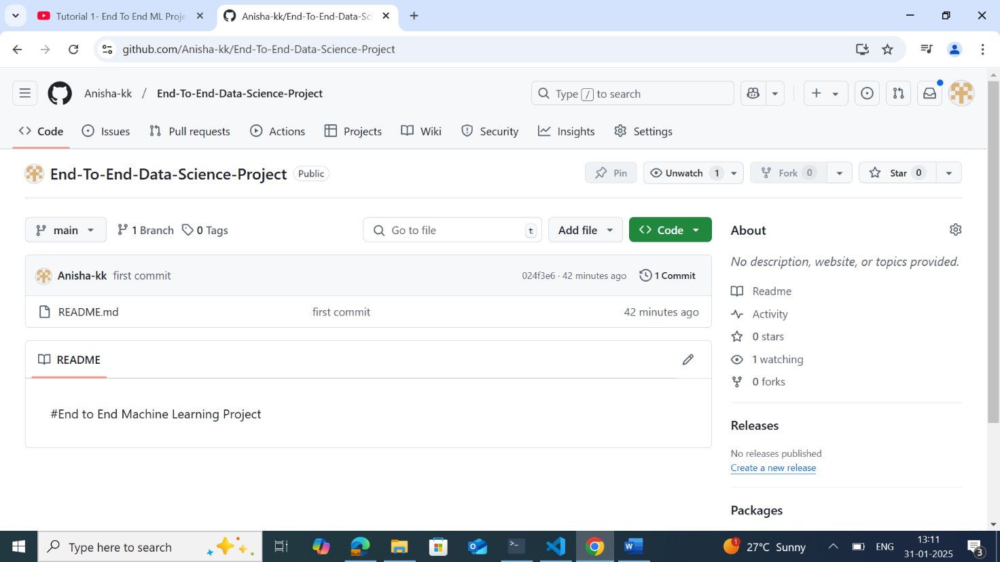 Tutorial 1- End To End ML Proje
Anisha-kk/End-To-End-Data-Sci
github.com/Anisha-kk/End-To-End-Data-Science-Project
Anisha-kk / End-To-End-Data-Science-Project
Type / to search
Code Issues Pull requests Actions Projects Wiki Security Insights Settings
End-To-End-Data-Science-Project Public
Pin Unwatch 1 Fork 0 Star 0
main 1 Branch 0 Tags
Go to file t
Add file
Code
Anisha-kk first commit 024f3e6 · 42 minutes ago 1 Commit
README.md first commit 42 minutes ago
README
#End to End Machine Learning Project
About
No description, website, or topics provided.
Readme
Activity
0 stars
1 watching
0 forks
Releases
No releases published
Create a new release
Packages
Type here to search
1
27°C Sunny
ENG
13:11
31-01-2025
3